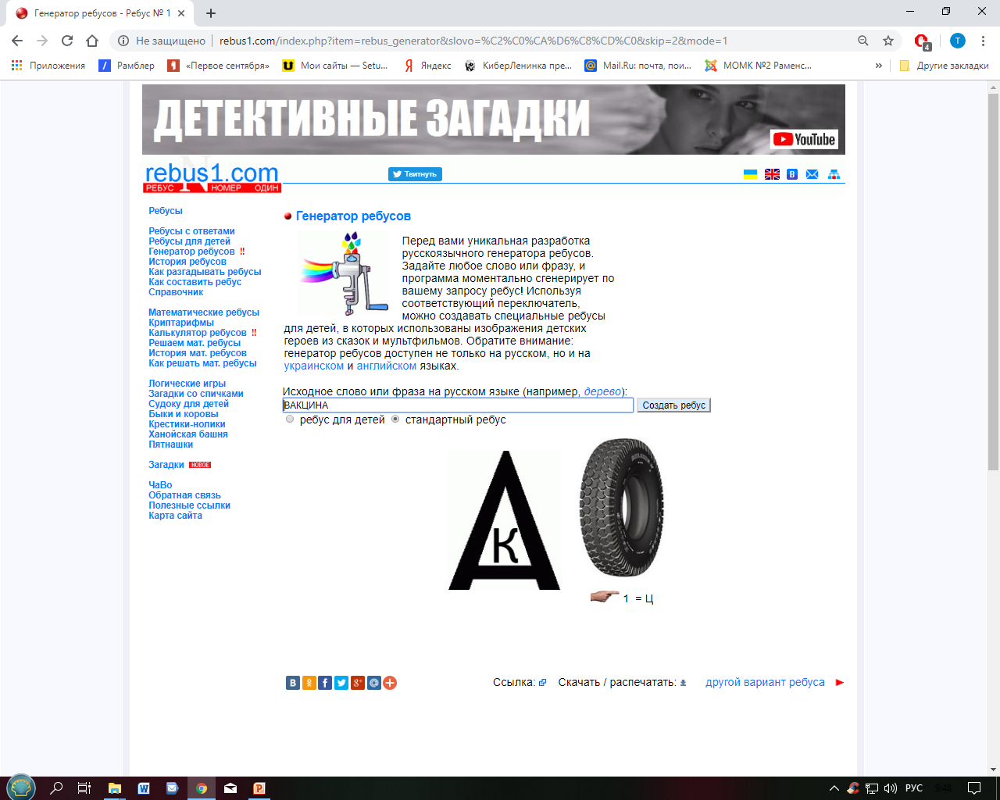 Генератор ребусов - Ребус № 1
Не защищено
rebus1.com/index.php?item=rebus_generator&slovo=%C2%C0%CA%D6%C8%CD%C0&skip=2&mode=1
4
T
Приложения
Рамблер
«Первое сентября»
Мои сайты — Setu...
Яндекс
КиберЛенинка пре...
Mail.Ru: почта, пои...
МОМК №2 Раменс...
»
Другие закладки
ДЕТЕКТИВНЫЕ ЗАГАДКИ
YouTube
rebus1.com
РЕБУС N НОМЕР ОДИН
Твитнуть
Ребусы
Ребусы с ответами
Ребусы для детей
Генератор ребусов !!
История ребусов
Как разгадывать ребусы
Как составить ребус
Справочник
Математические ребусы
Криптарифмы
Калькулятор ребусов !!
Решаем мат. ребусы
История мат. ребусов
Как решать мат. ребусы
Логические игры
Загадки со спичками
Судоку для детей
Быки и коровы
Крестики-нолики
Ханойская башня
Пятнашки
Загадки НОВОЕ
ЧаВо
Обратная связь
Полезные ссылки
Карта сайта
Генератор ребусов
Перед вами уникальная разработка
русскоязычного генератора ребусов.
Задайте любое слово или фразу, и
программа моментально сгенерирует по
вашему запросу ребус! Используя
соответствующий переключатель,
можно создавать специальные ребусы
для детей, в которых использованы изображения детских
героев из сказок и мультфильмов. Обратите внимание:
генератор ребусов доступен не только на русском, но и на
украинском и английском языках.
Исходное слово или фраза на русском языке (например, дерево):
ВАКЦИНА
Создать ребус
ребус для детей
стандартный ребус
А
К
1 = Ц
Ссылка:
Скачать / распечатать:
другой вариант ребуса
РУС
9:48